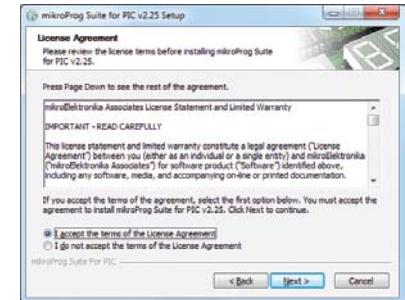 mikroProg Suite for PIC v2.25 Setup
License Agreement
Please review the license terms before installing mikroProg Suite
for PIC v2.25.
Press Page Down to see the rest of the agreement.
mikroElektronika Associates License Statement and Limited Warranty
IMPORTANT - READ CAREFULLY
This license statement and limited warranty constitute a legal agreement ("License
Agreement") between you (either as an individual or a single entity) and mikroElektronika
("mikroElektronika Associates") for software product ("Software") identified above,
including any software, media, and accompanying on-line or printed documentation.
If you accept the terms of the agreement, select the first option below. You must accept the
agreement to install mikroProg Suite for PIC v2.25. Click Next to continue.
I accept the terms of the License Agreement
I do not accept the terms of the License Agreement
mikroProg Suite For PIC
< Back
Next >
Cancel